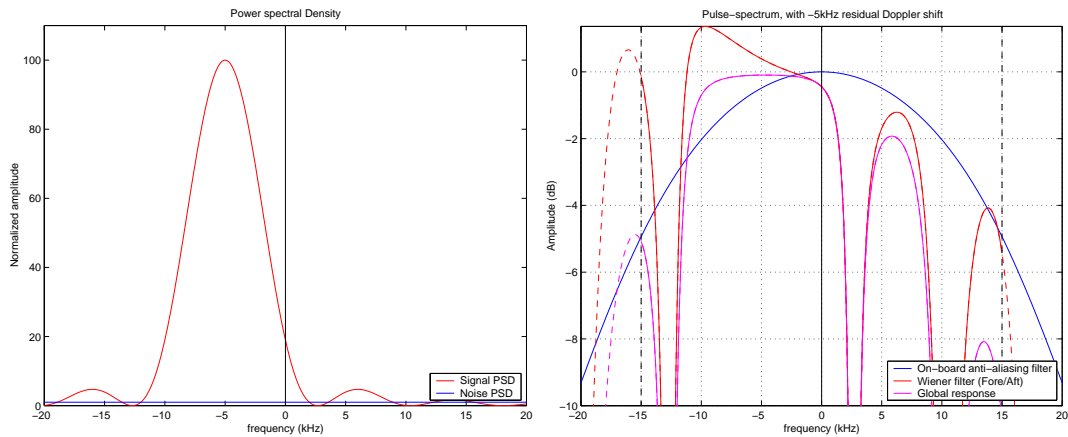 Power spectral Density
Normalized amplitude
100
80
60
40
20
0
−20
−15
−10
−5
0
5
10
15
20
frequency (kHz)
Signal PSD
Noise PSD
Pulse−spectrum, with −5kHz residual Doppler shift
Amplitude (dB)
0
−2
−4
−6
−8
−10
−20
−15
−10
−5
0
5
10
15
20
frequency (kHz)
On−board anti−aliasing filter
Wiener filter (Fore/Aft)
Global response